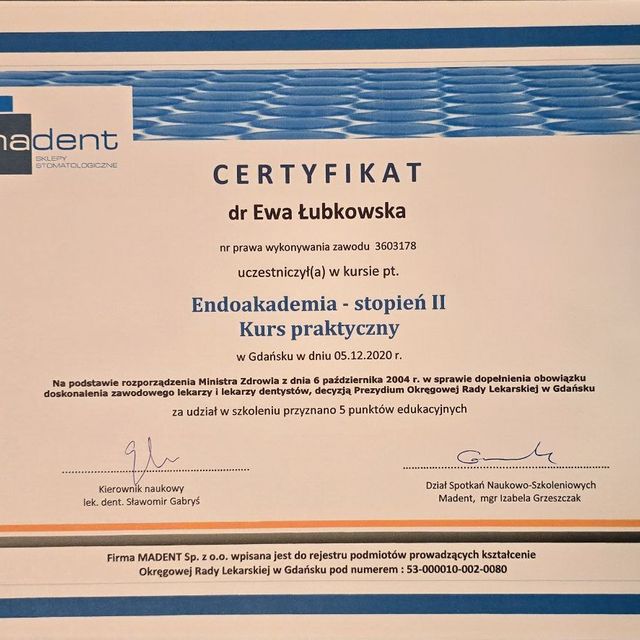 madent
SKLEPY
STOMATOLOGICZNE
CERTYFIKAT
dr Ewa Łubkowska
nr prawa wykonywania zawodu 3603178
uczestniczył(a) w kursie pt.
Endoakademia - stopień II
Kurs praktyczny
w Gdańsku w dniu 05.12.2020 r.
Na podstawie rozporządzenia Ministra Zdrowia z dnia 6 października 2004 r. w sprawie dopełnienia obowiązku
doskonalenia zawodowego lekarzy i lekarzy dentystów, decyzją Prezydium Okręgowej Rady Lekarskiej w Gdańsku
za udział w szkoleniu przyznano 5 punktów edukacyjnych
Kierownik naukowy
lek. dent. Sławomir Gabryś
Dział Spotkań Naukowo-Szkoleniowych
Madent, mgr Izabela Grzeszczak
Firma MADENT Sp. z o.o. wpisana jest do rejestru podmiotów prowadzących kształcenie
Okręgowej Rady Lekarskiej w Gdańsku pod numerem : 53-000010-002-0080